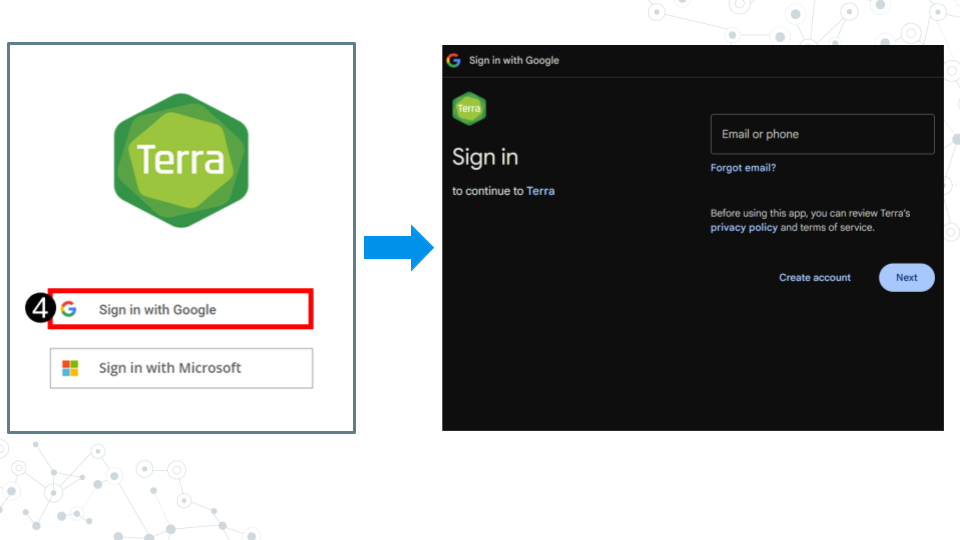 Terra
4
Sign in with Google
Sign in with Microsoft
Sign in with Google
Terra
Sign in
to continue to Terra
Email or phone
Forgot email?
Before using this app, you can review Terra's
privacy policy and terms of service.
Create account
Next